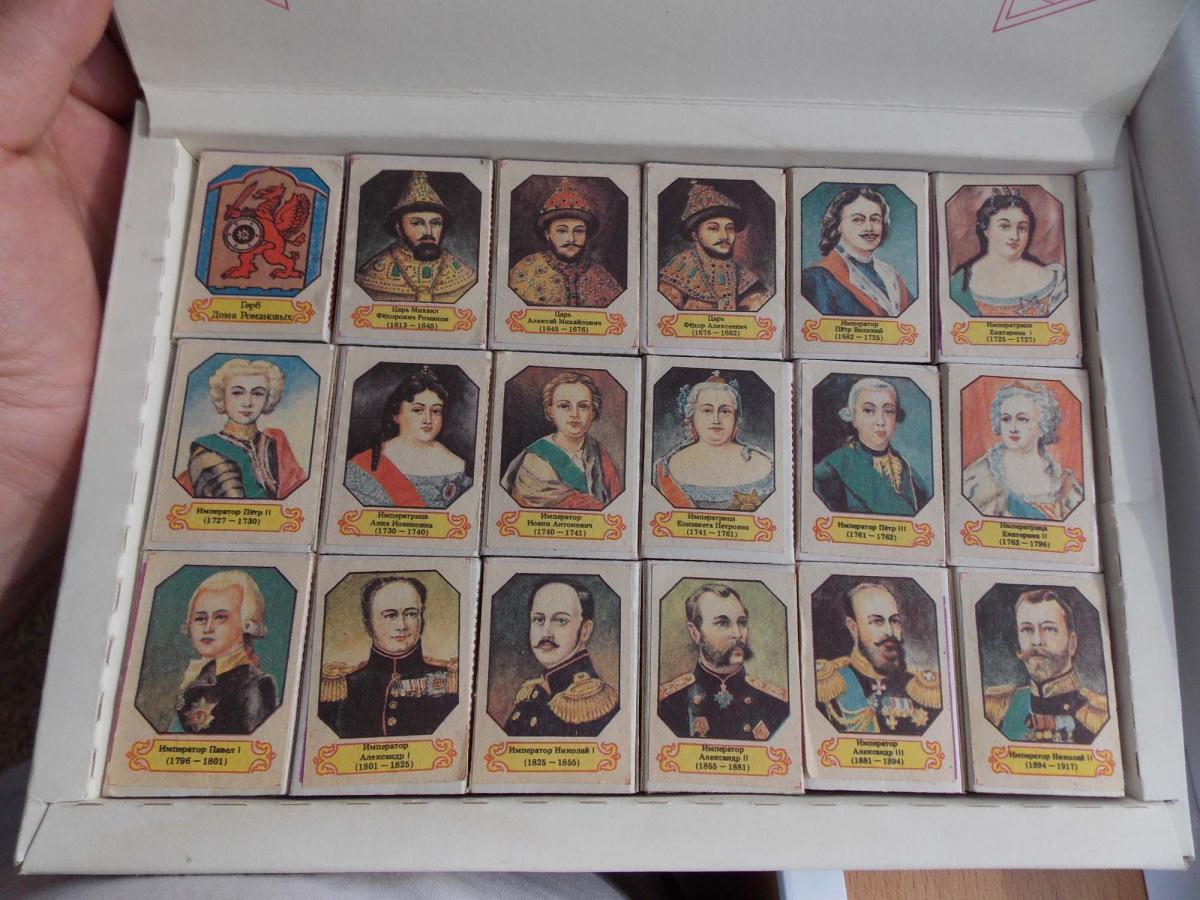 Герб
Дома Романовых
Царь Михаил
Фёдорович Романов
(1613 — 1645)
Царь
Алексей Михайлович
(1645 — 1676)
Царь
Фёдор Алексеевич
(1676 — 1682)
Император
Пётр Великий
(1682 — 1725)
Императрица
Екатерина I
(1725 — 1727)
Император Пётр II
(1727 — 1730)
Императрица
Анна Иоанновна
(1730 — 1740)
Император
Иоанн Антонович
(1740 — 1741)
Императрица
Елизавета Петровна
(1741 — 1761)
Император Пётр III
(1761 — 1762)
Императрица
Екатерина II
(1762 — 1796)
Император Павел I
(1796 — 1801)
Император
Александр I
(1801 — 1825)
Император Николай I
(1825 — 1855)
Император
Александр II
(1855 — 1881)
Император
Александр III
(1881 — 1894)
Император Николай II
(1894 — 1917)